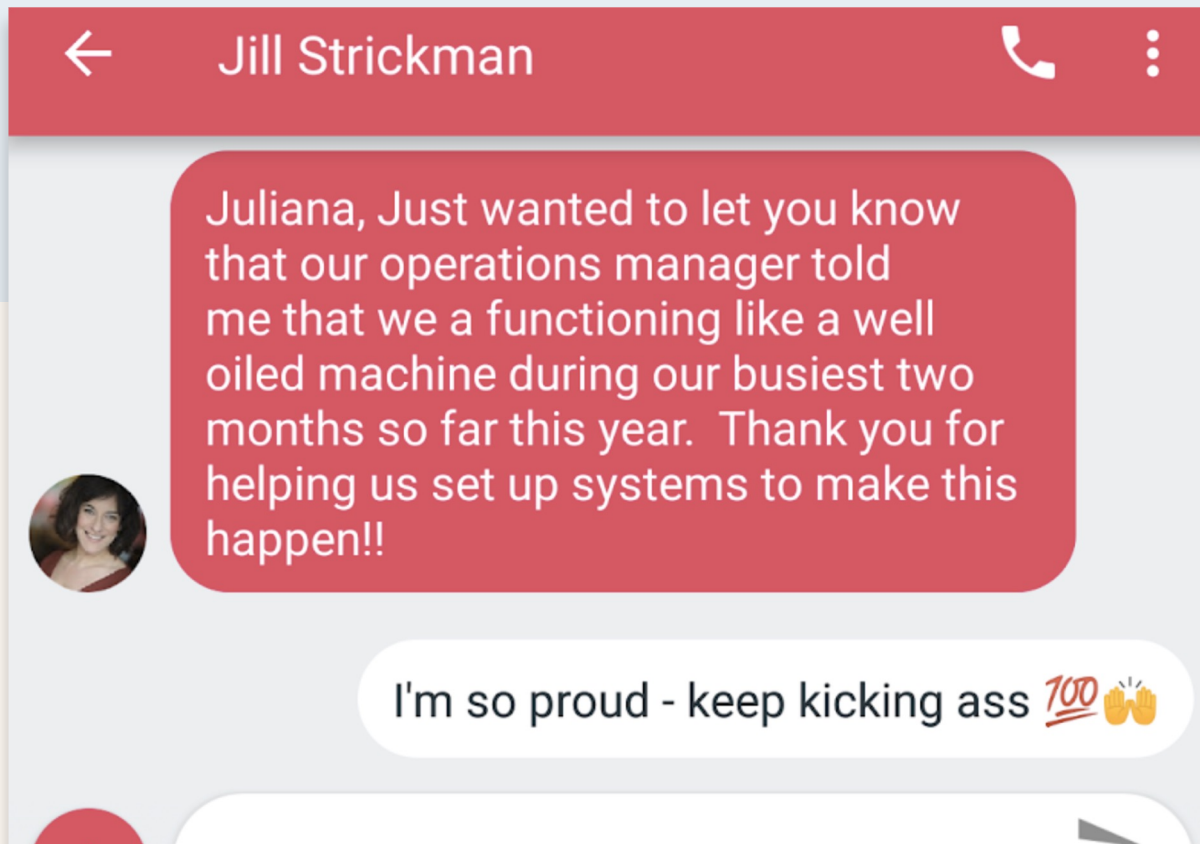 Jill Strickman
Juliana, Just wanted to let you know
that our operations manager told
me that we a functioning like a well
oiled machine during our busiest two
months so far this year.  Thank you for
helping us set up systems to make this
happen!!
I'm so proud - keep kicking ass 💯🙌